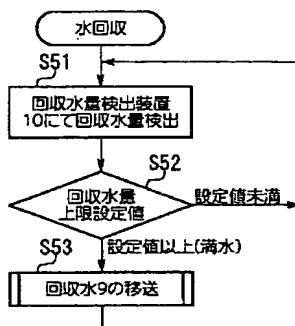 水回収
S51
回収水量検出装置
10にて回収水量検出
S52
回収水量
上限設定値
設定値未満
設定値以上(満水)
S53
回収水9の移送